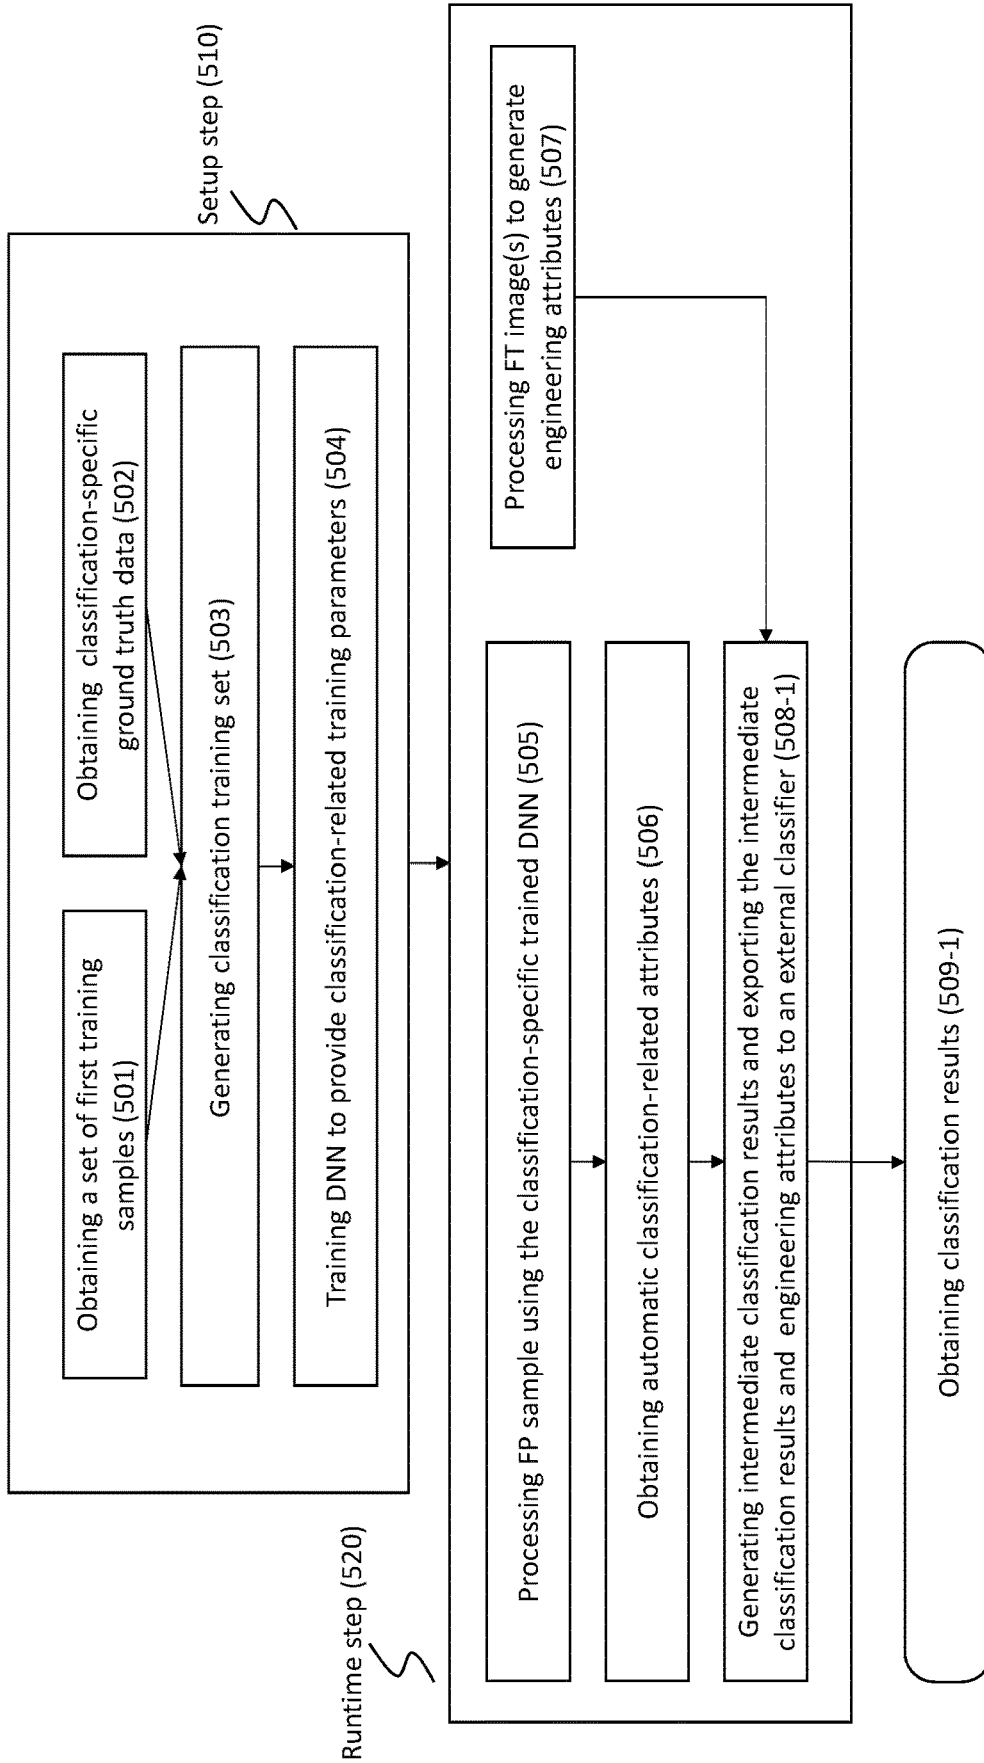 Setup step (510)
Obtaining a set of first training
samples (501)
Obtaining classification-specific
ground truth data (502)
Generating classification training set (503)
Training DNN to provide classification-related training parameters (504)
Runtime step (520)
Processing FP sample using the classification-specific trained DNN (505)
Obtaining automatic classification-related attributes (506)
Processing FT image(s) to generate
engineering attributes (507)
Generating intermediate classification results and exporting the intermediate
classification results and engineering attributes to an external classifier (508-1)
Obtaining classification results (509-1)